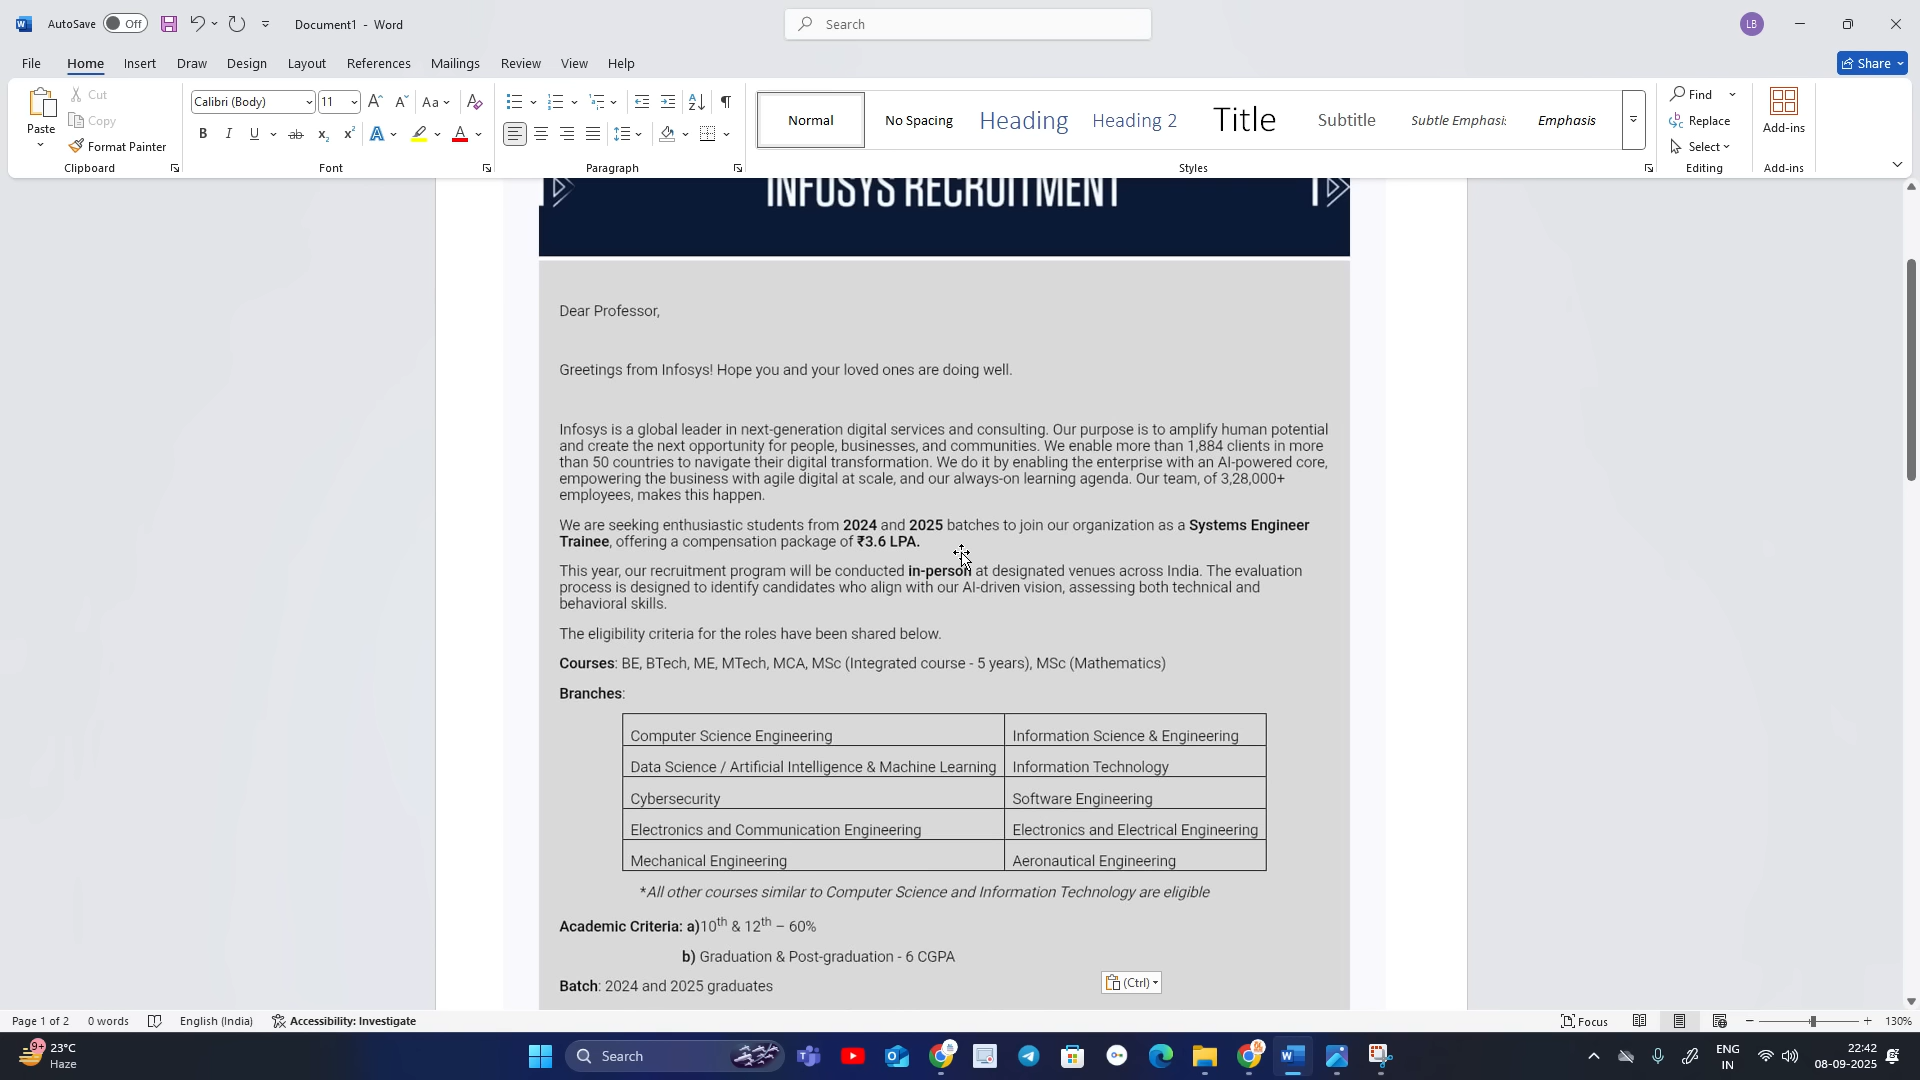 AutoSave Off Document1 - Word Search LB
File Home Insert Draw Design Layout References Mailings Review View Help Share
Paste Cut Copy Format Painter Clipboard
Calibri (Body) 11 Aa Font
B I U ab x₂ x² A A
Paragraph
Normal No Spacing Heading Heading 2 Title Subtitle Subtle Emphasi: Emphasis Styles
Find Replace Select Editing
Add-ins Add-ins
INFOSYS RECRUITMENT
Dear Professor,
Greetings from Infosys! Hope you and your loved ones are doing well.
Infosys is a global leader in next-generation digital services and consulting. Our purpose is to amplify human potential
and create the next opportunity for people, businesses, and communities. We enable more than 1,884 clients in more
than 50 countries to navigate their digital transformation. We do it by enabling the enterprise with an AI-powered core,
empowering the business with agile digital at scale, and our always-on learning agenda. Our team, of 3,28,000+
employees, makes this happen.
We are seeking enthusiastic students from 2024 and 2025 batches to join our organization as a Systems Engineer
Trainee, offering a compensation package of ₹3.6 LPA.
This year, our recruitment program will be conducted in-person at designated venues across India. The evaluation
process is designed to identify candidates who align with our AI-driven vision, assessing both technical and
behavioral skills.
The eligibility criteria for the roles have been shared below.
Courses: BE, BTech, ME, MTech, MCA, MSc (Integrated course - 5 years), MSc (Mathematics)
Branches:
Computer Science Engineering Information Science & Engineering
Data Science / Artificial Intelligence & Machine Learning Information Technology
Cybersecurity Software Engineering
Electronics and Communication Engineering Electronics and Electrical Engineering
Mechanical Engineering Aeronautical Engineering
*All other courses similar to Computer Science and Information Technology are eligible
Academic Criteria: a)10th & 12th – 60%
b) Graduation & Post-graduation - 6 CGPA
Batch: 2024 and 2025 graduates
(Ctrl)
Page 1 of 2 0 words English (India) Accessibility: Investigate Focus 130%
9+ 23°C Haze Search ENG IN 22:42 08-09-2025